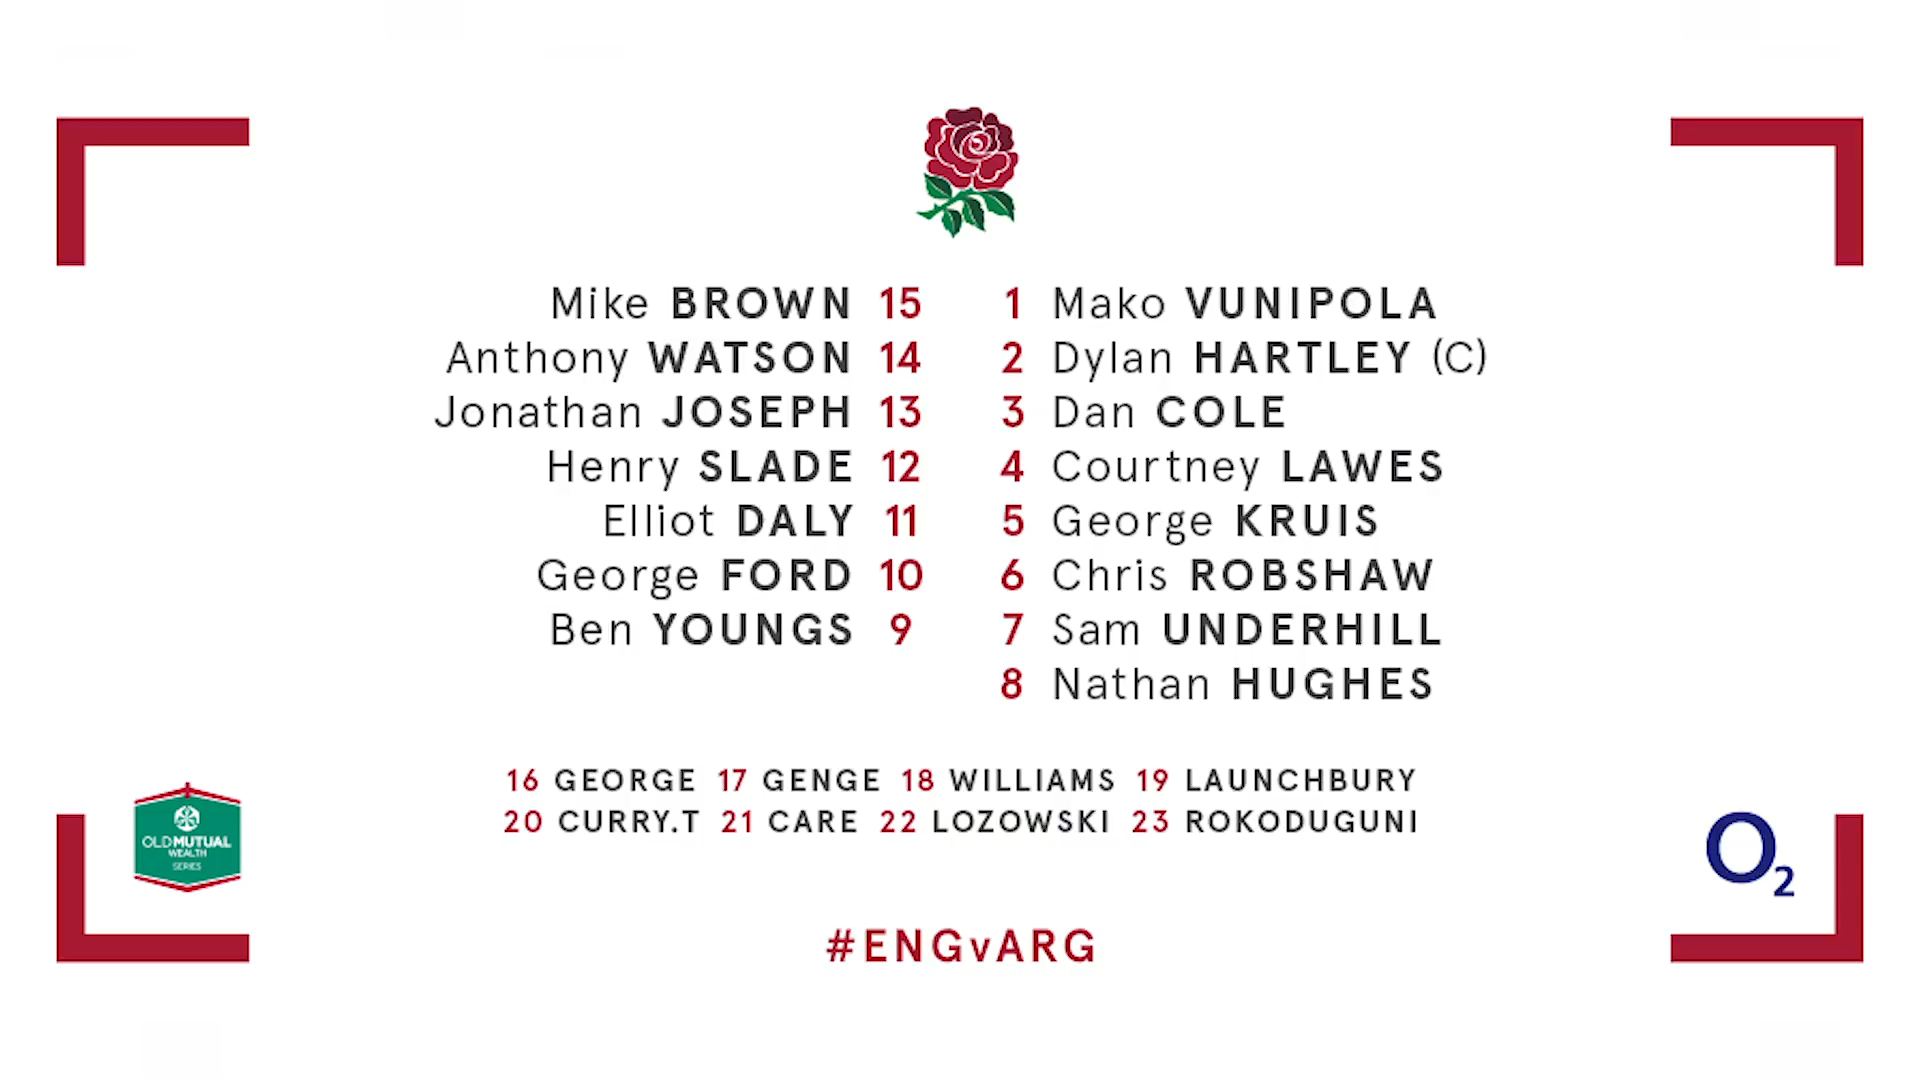 Mike BROWN 15
Anthony WATSON 14
Jonathan JOSEPH 13
Henry SLADE 12
Elliot DALY 11
George FORD 10
Ben YOUNGS 9
1 Mako VUNIPOLA
2 Dylan HARTLEY (C)
3 Dan COLE
4 Courtney LAWES
5 George KRUIS
6 Chris ROBSHAW
7 Sam UNDERHILL
8 Nathan HUGHES
16 GEORGE 17 GENGE 18 WILLIAMS 19 LAUNCHBURY
20 CURRY.T 21 CARE 22 LOZOWSKI 23 ROKODUGUNI
OLDMUTUAL
WEALTH
SERIES
O2
#ENGvARG